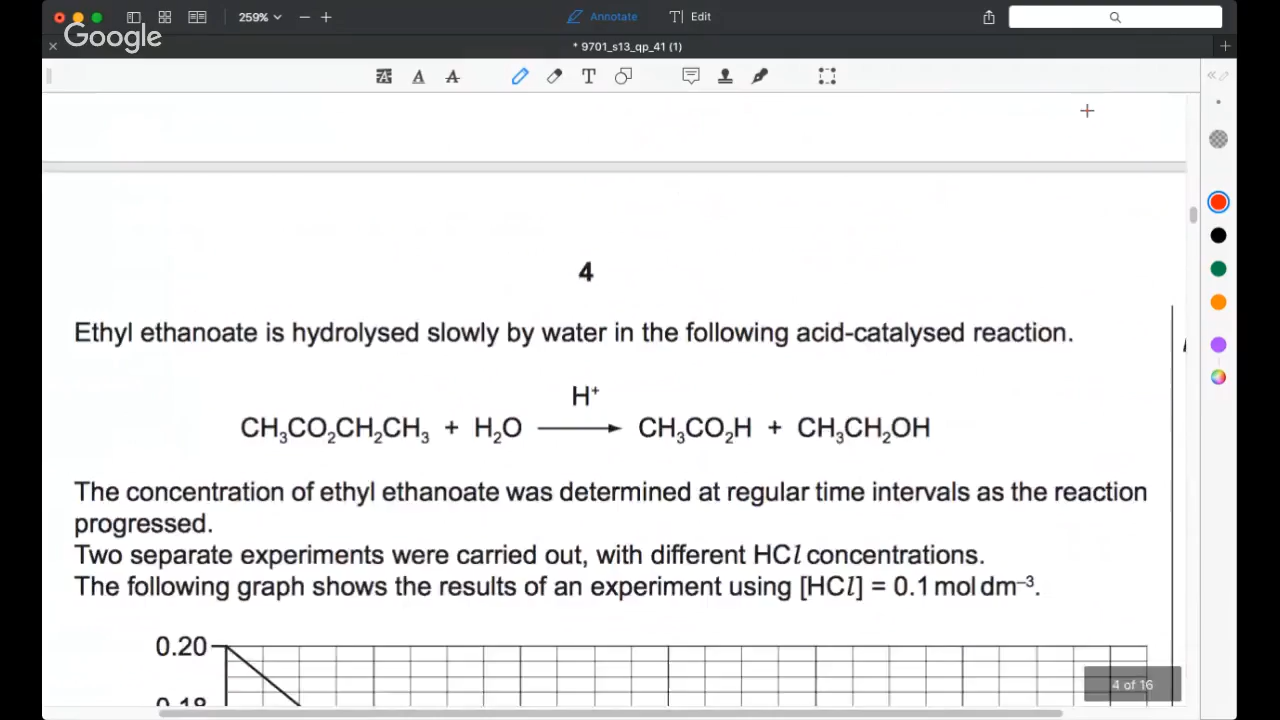 259%
Annotate
T| Edit
Google
* 9701_s13_qp_41 (1)
4
Ethyl ethanoate is hydrolysed slowly by water in the following acid-catalysed reaction.
H⁺
CH₃CO₂CH₂CH₃ + H₂O ⟶ CH₃CO₂H + CH₃CH₂OH
The concentration of ethyl ethanoate was determined at regular time intervals as the reaction
progressed.
Two separate experiments were carried out, with different HCl concentrations.
The following graph shows the results of an experiment using [HCl] = 0.1 mol dm⁻³.
0.20
0.18
4 of 16